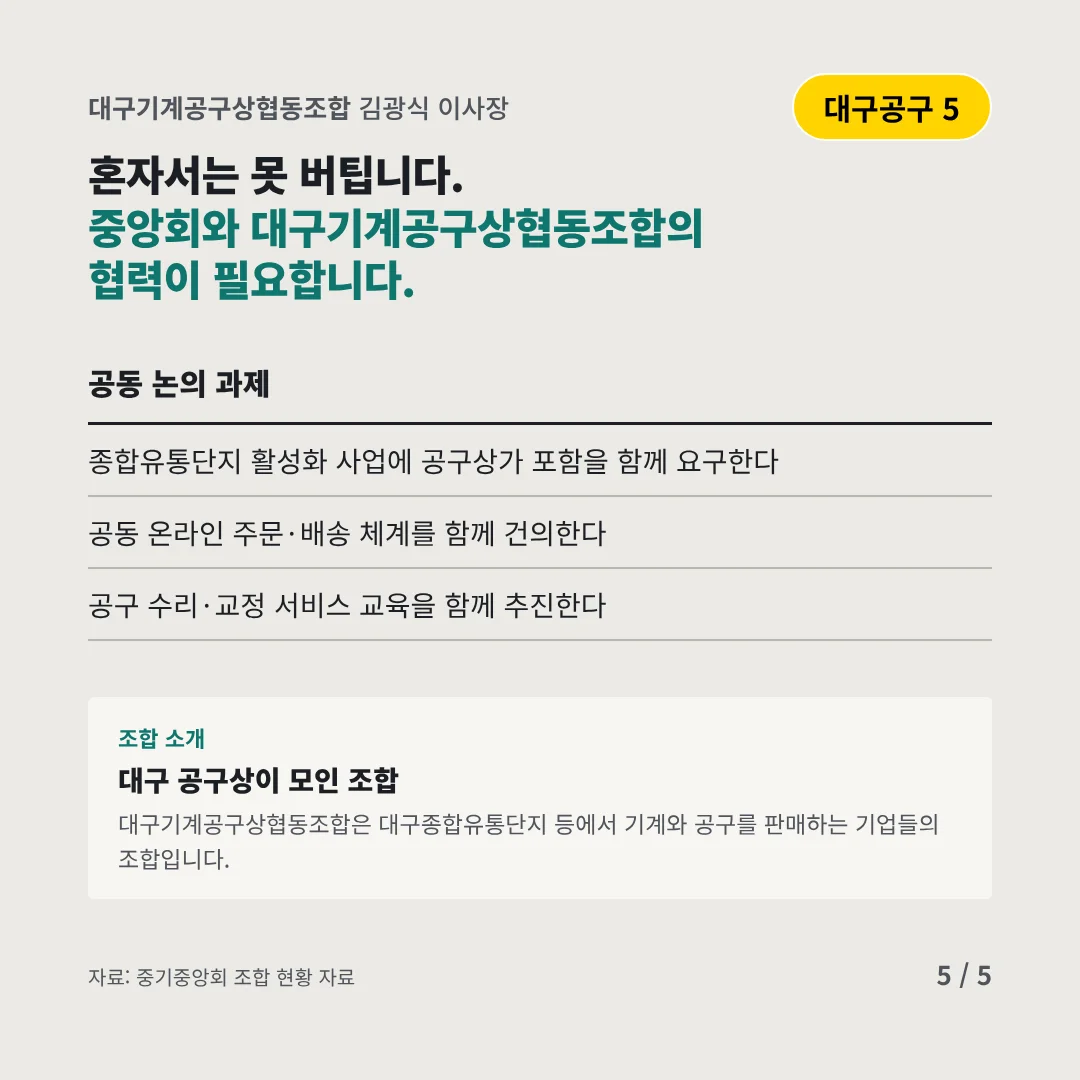 대구기계공구상협동조합 김광식 이사장
대구공구 5
혼자서는 못 버팁니다.
중앙회와 대구기계공구상협동조합의
협력이 필요합니다.
공동 논의 과제
종합유통단지 활성화 사업에 공구상가 포함을 함께 요구한다
공동 온라인 주문·배송 체계를 함께 건의한다
공구 수리·교정 서비스 교육을 함께 추진한다
조합 소개
대구 공구상이 모인 조합
대구기계공구상협동조합은 대구종합유통단지 등에서 기계와 공구를 판매하는 기업들의
조합입니다.
자료: 중기중앙회 조합 현황 자료
5 / 5